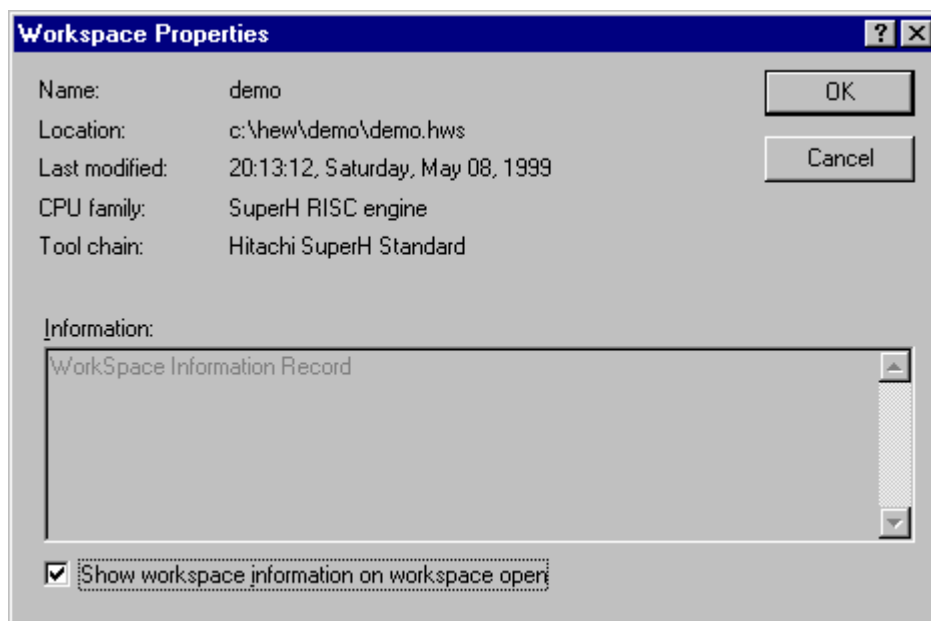 Workspace Properties
Name: demo
OK
Location: c:\hew\demo\demo.hws
Last modified: 20:13:12, Saturday, May 08, 1999
Cancel
CPU family: SuperH RISC engine
Tool chain: Hitachi SuperH Standard
Information:
WorkSpace Information Record
Show workspace information on workspace open